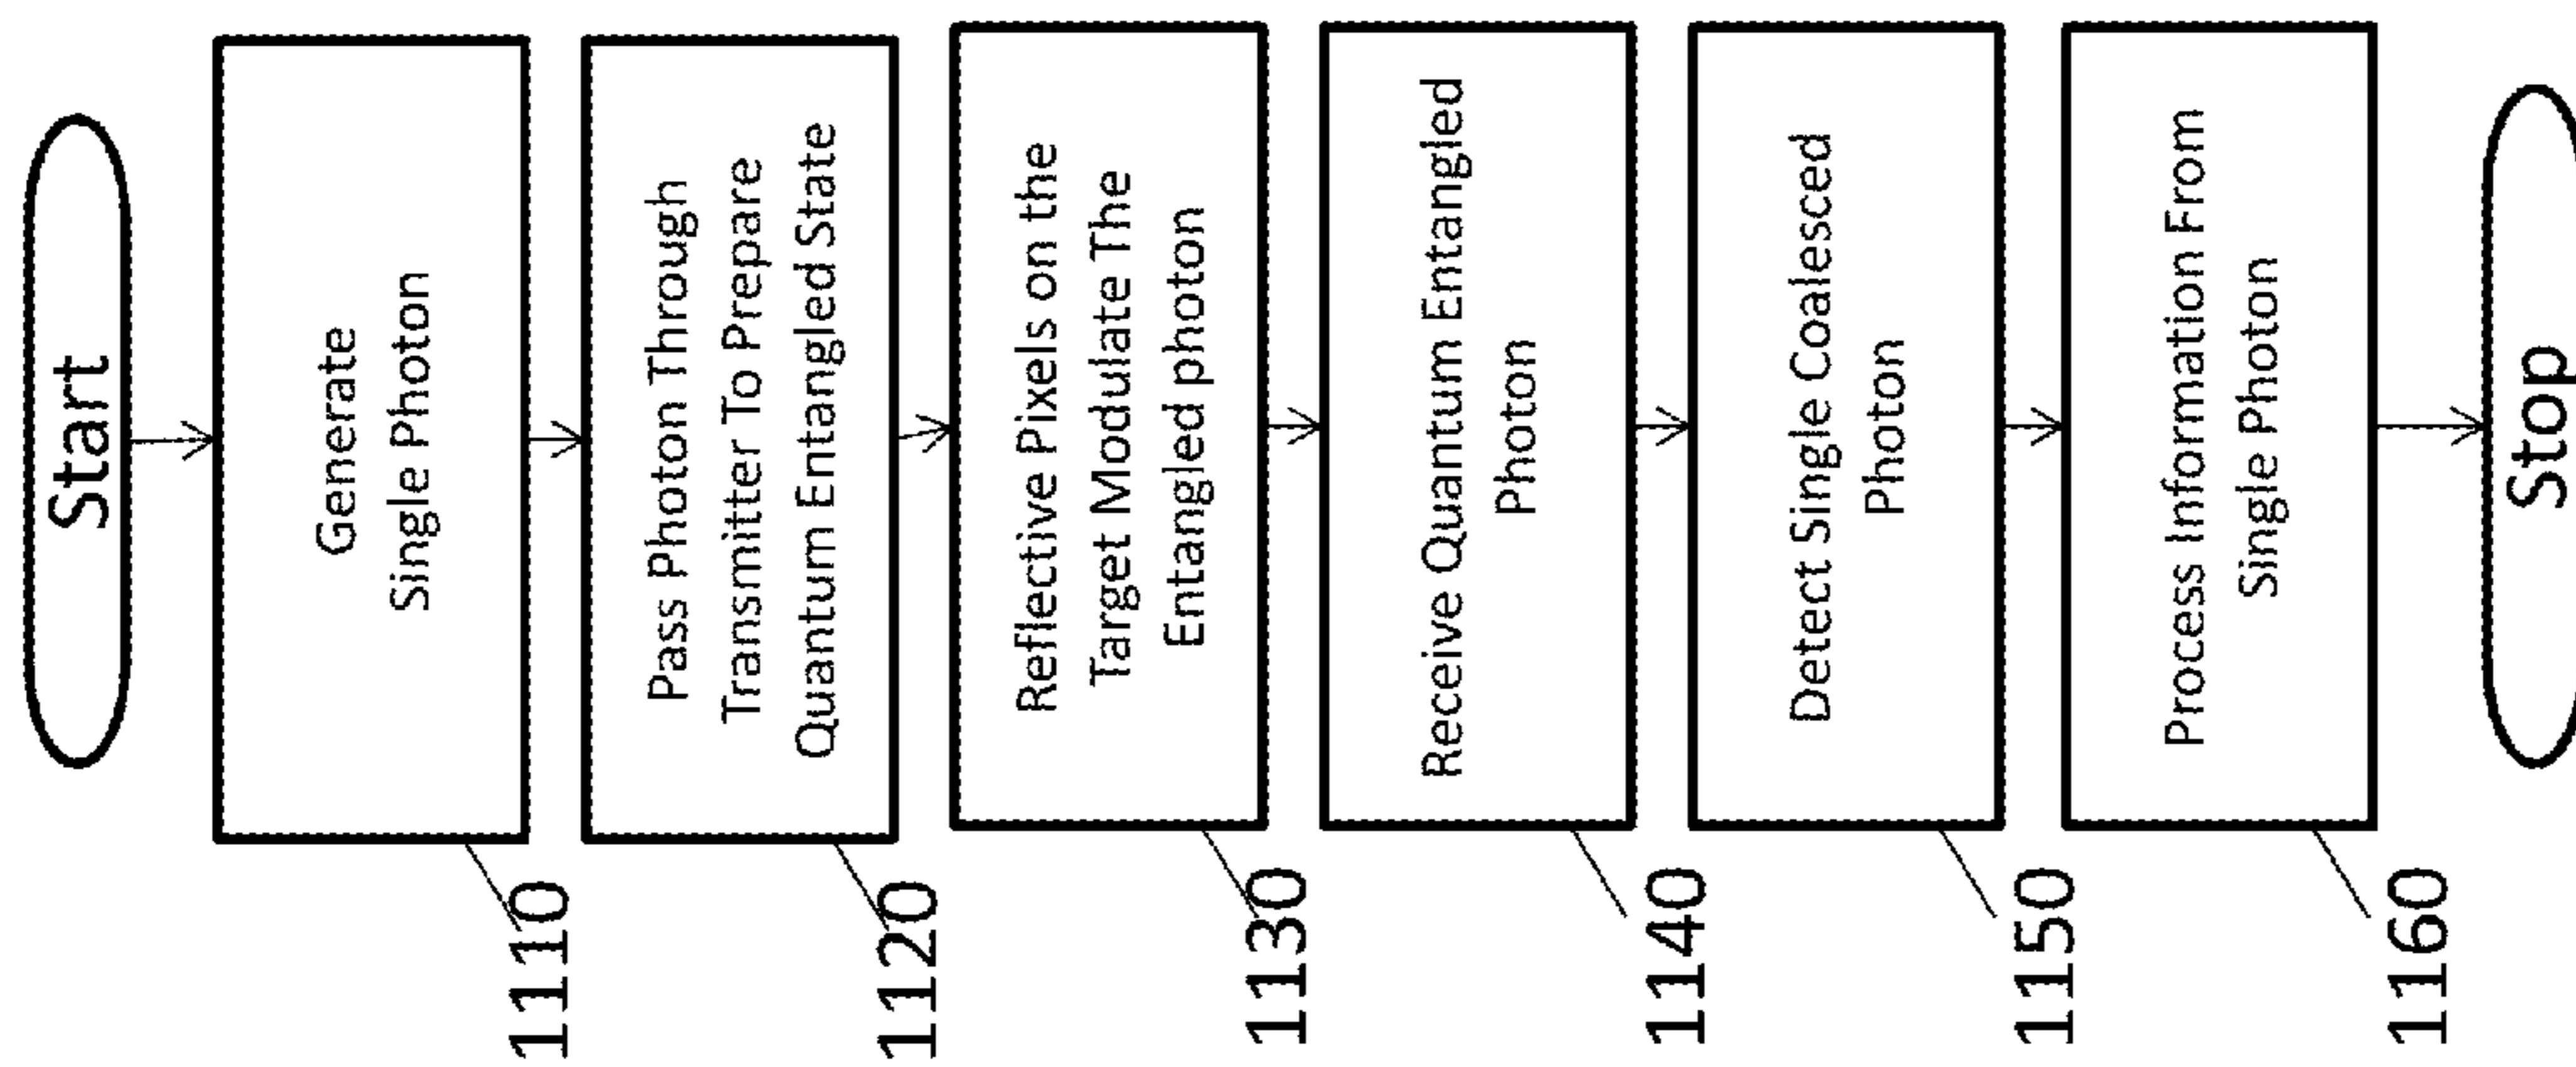 Start
Generate
Single Photon
1110
Pass Photon Through
Transmitter To Prepare
Quantum Entangled State
1120
Reflective Pixels on the
Target Modulate The
Entangled photon
1130
Receive Quantum Entangled
Photon
1140
Detect Single Coalesced
Photon
1150
Process Information From
Single Photon
1160
Stop